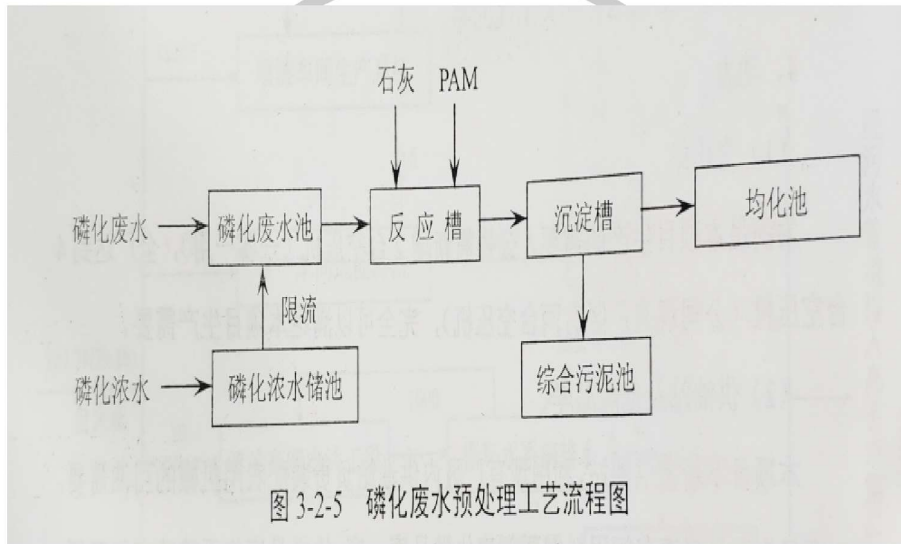 石灰 PAM
磷化废水 磷化废水池 反应槽 沉淀槽 均化池
限流
磷化浓水 磷化浓水储池 综合污泥池
图 3-2-5 磷化废水预处理工艺流程图